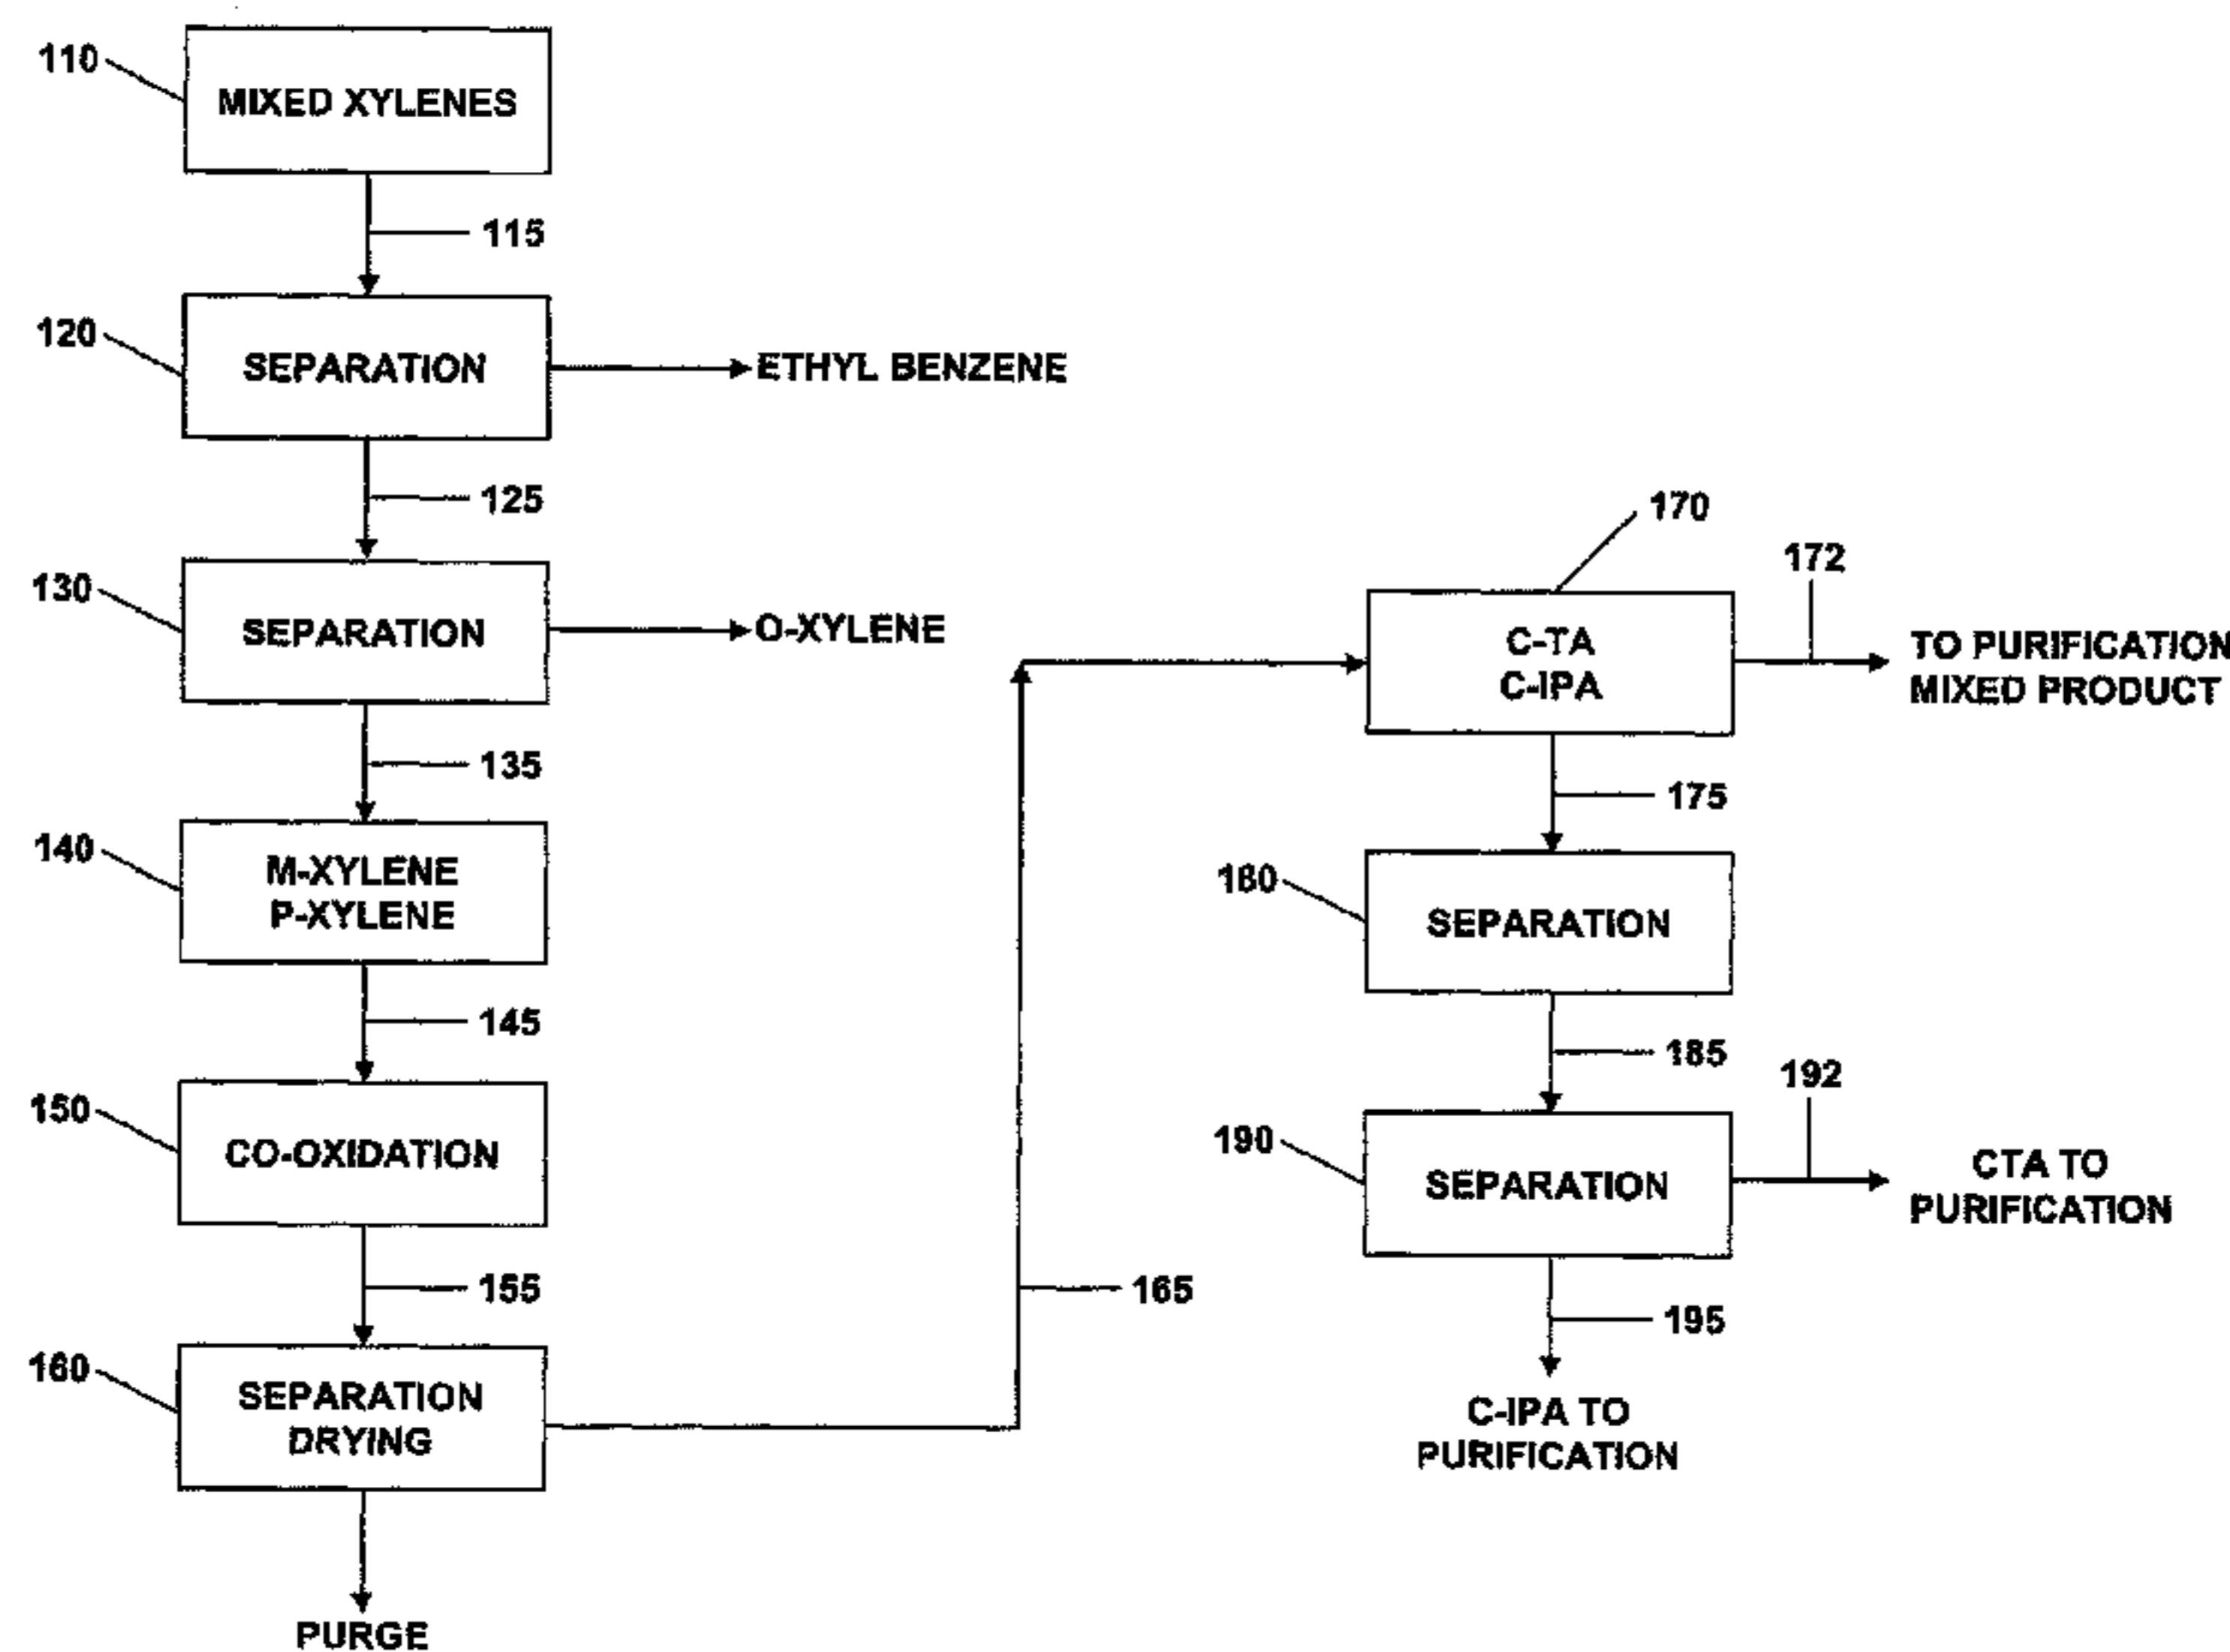 110
MIXED XYLENES
115
120
SEPARATION
ETHYL BENZENE
125
130
SEPARATION
O-XYLENE
135
140
M-XYLENE
P-XYLENE
145
150
CO-OXIDATION
155
160
SEPARATION
DRYING
PURGE
165
170
C-TA
C-IPA
172
TO PURIFICATION
MIXED PRODUCT
175
180
SEPARATION
185
190
SEPARATION
192
CTA TO
PURIFICATION
195
C-IPA TO
PURIFICATION